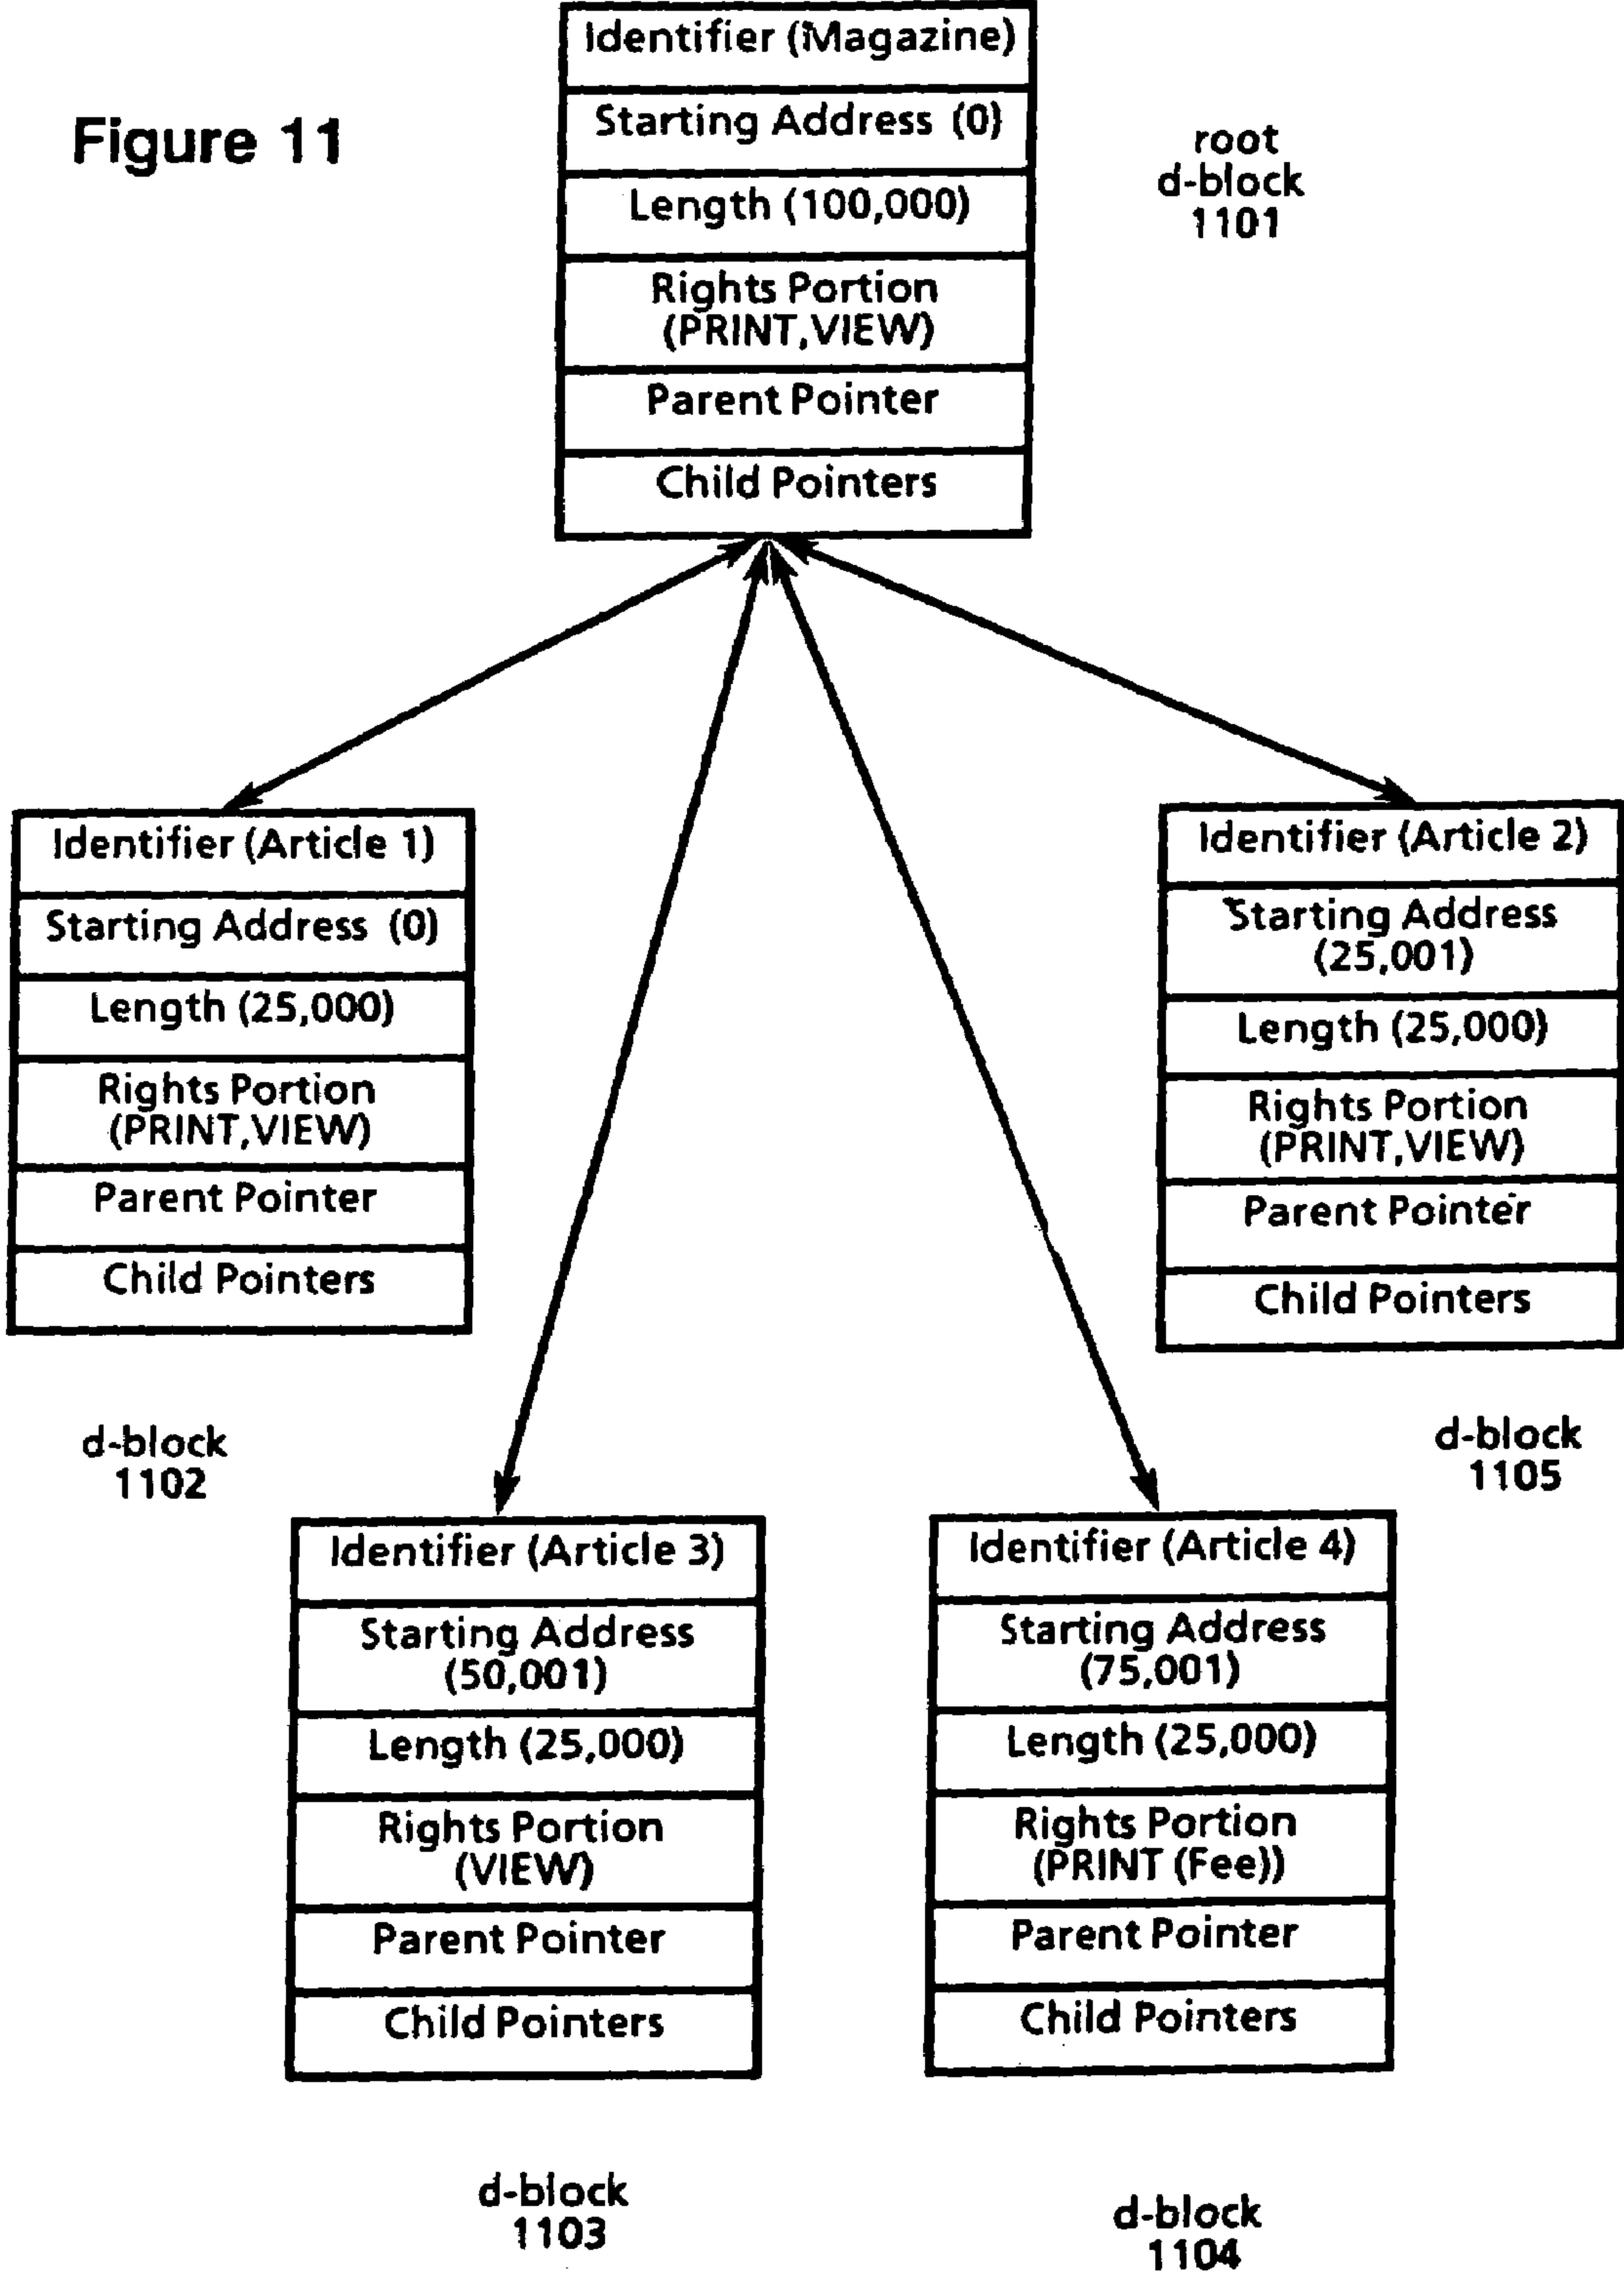 Figure 11
Identifier (Magazine)
Starting Address (0)
Length (100,000)
Rights Portion
(PRINT,VIEW)
Parent Pointer
Child Pointers
root
d-block
1101
Identifier (Article 1)
Starting Address (0)
Length (25,000)
Rights Portion
(PRINT,VIEW)
Parent Pointer
Child Pointers
d-block
1102
Identifier (Article 2)
Starting Address
(25,001)
Length (25,000)
Rights Portion
(PRINT,VIEW)
Parent Pointer
Child Pointers
d-block
1105
Identifier (Article 3)
Starting Address
(50,001)
Length (25,000)
Rights Portion
(VIEW)
Parent Pointer
Child Pointers
d-block
1103
Identifier (Article 4)
Starting Address
(75,001)
Length (25,000)
Rights Portion
(PRINT (Fee))
Parent Pointer
Child Pointers
d-block
1104